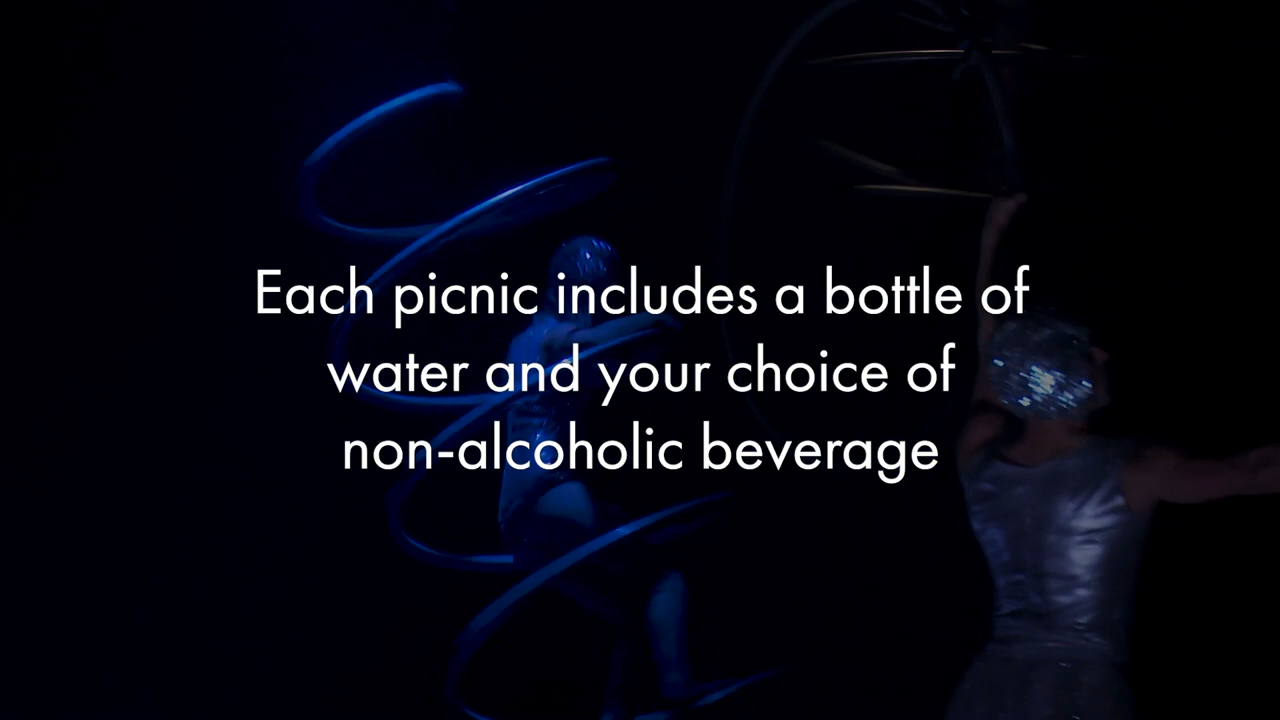 Each picnic includes a bottle of
water and your choice of
non-alcoholic beverage